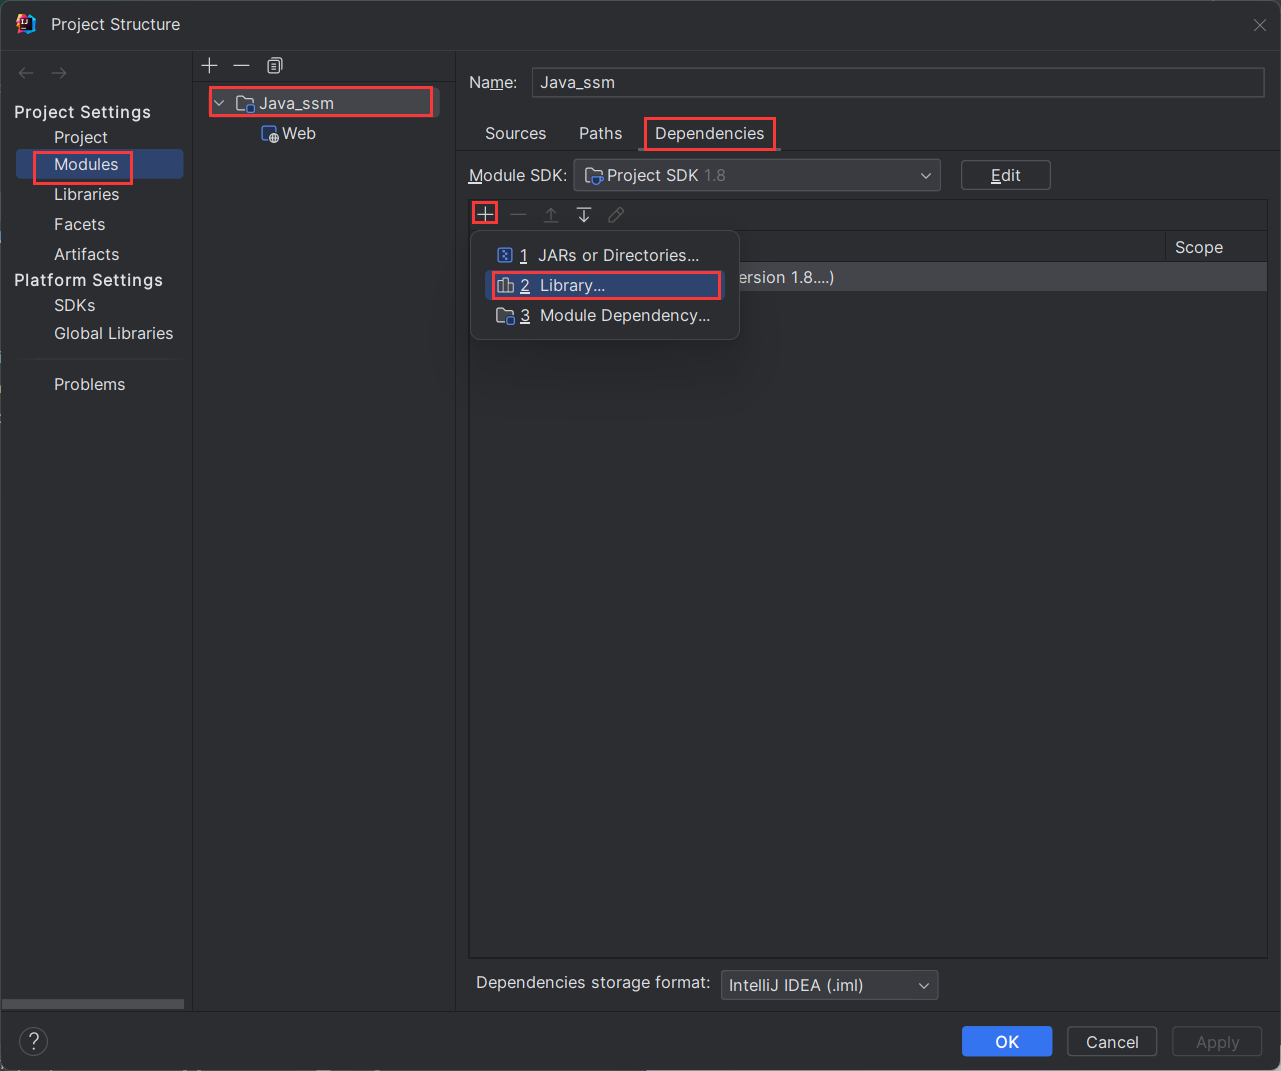 Project Structure
Project Settings
Project
Modules
Libraries
Facets
Artifacts
Platform Settings
SDKs
Global Libraries
Problems
Java_ssm
Web
Name: Java_ssm
Sources Paths Dependencies
Module SDK: Project SDK 1.8 Edit
Scope
1 JARs or Directories...
2 Library...
3 Module Dependency...
ersion 1.8....)
Dependencies storage format: IntelliJ IDEA (.iml)
? OK Cancel Apply